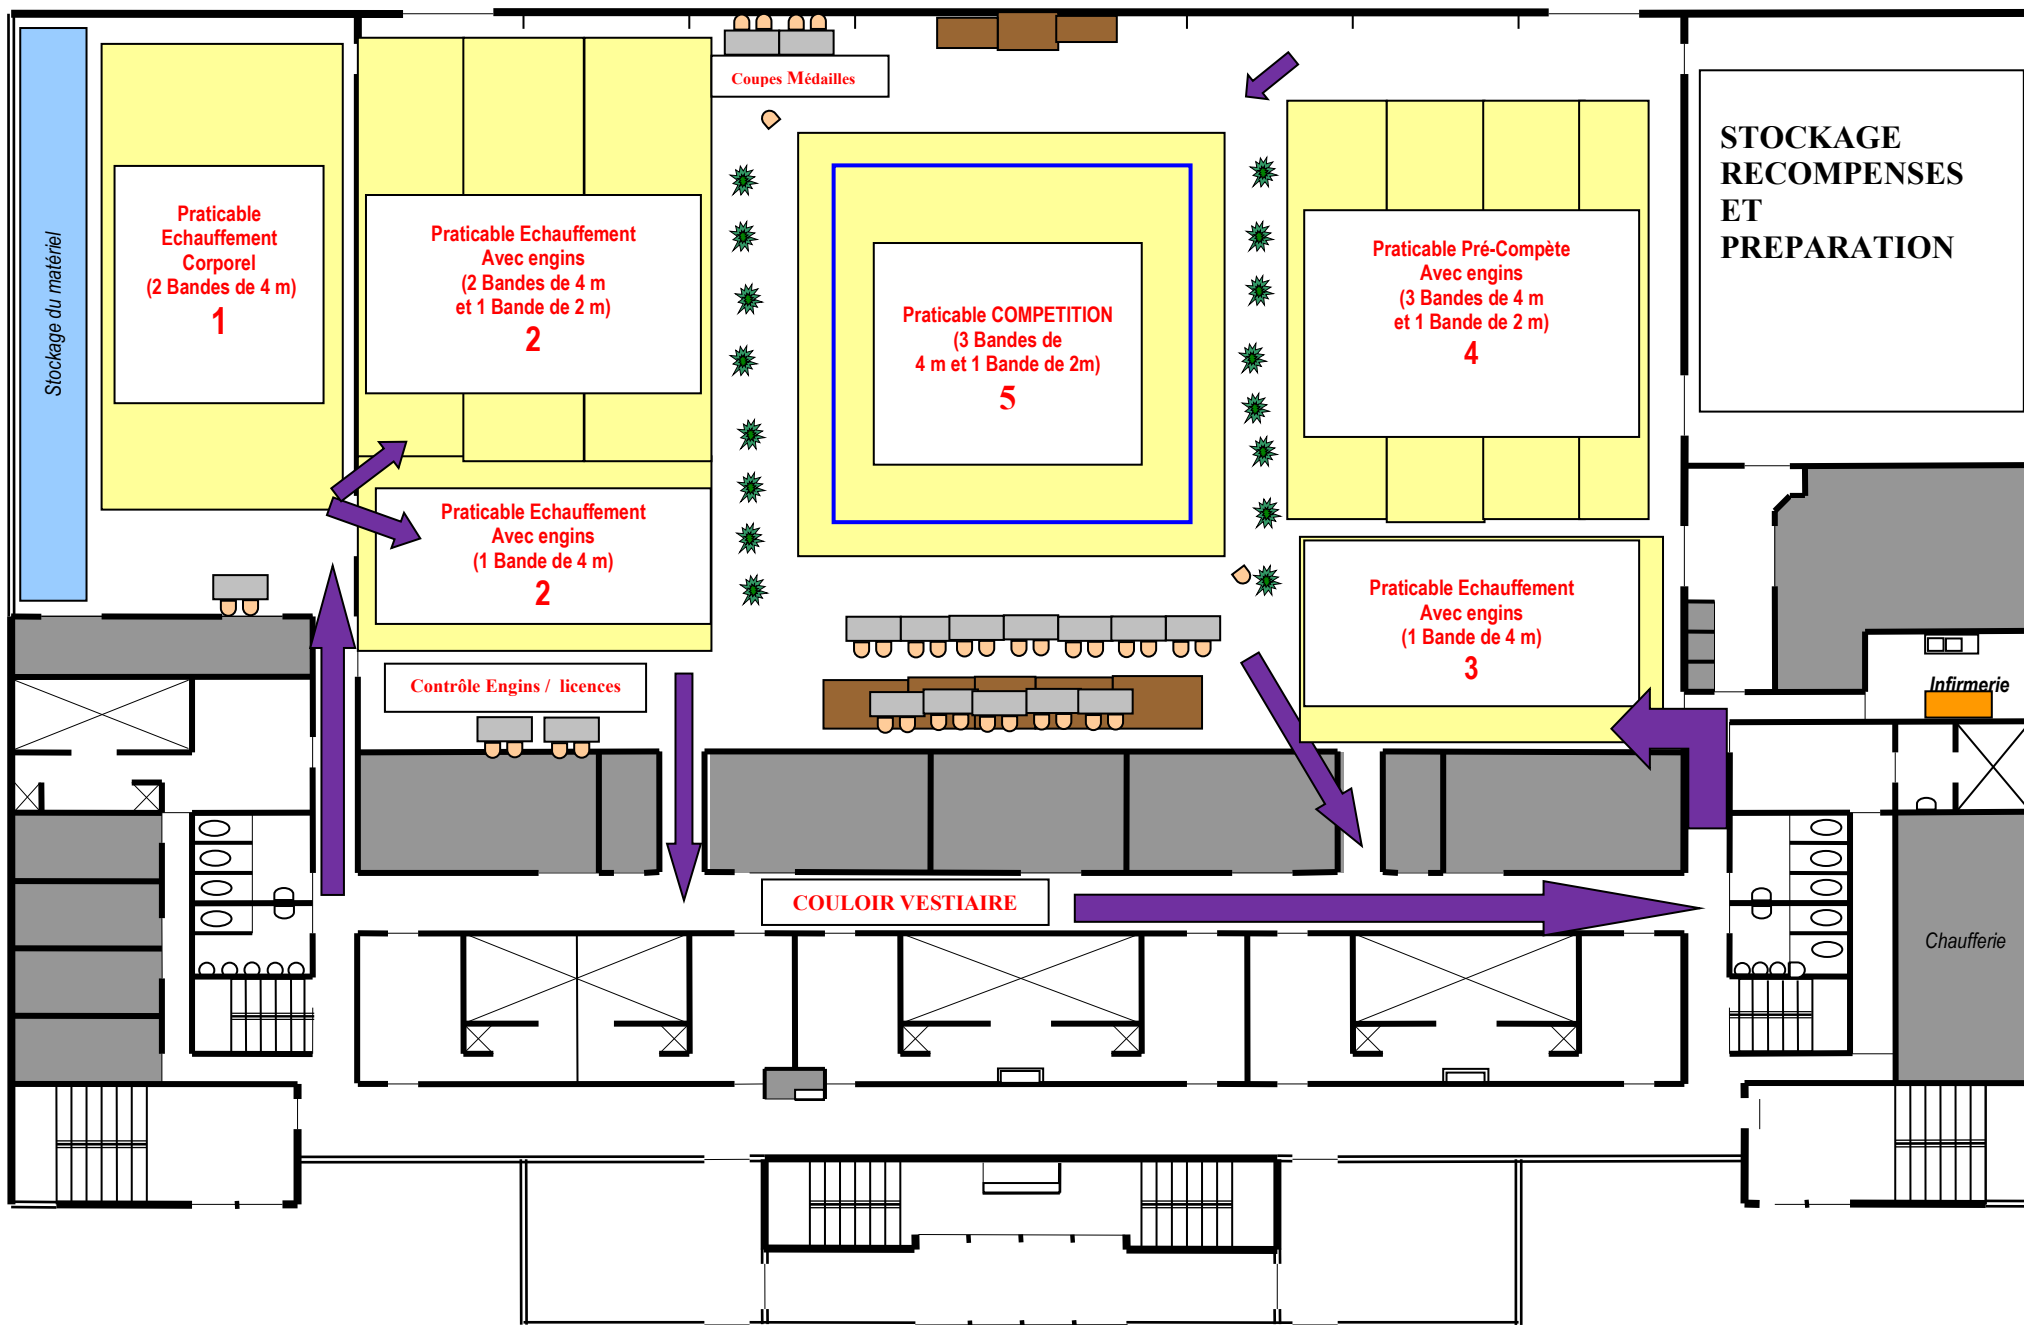 Coupes Médailles
Stockage du matériel
Praticable
Echauffement
Corporel
(2 Bandes de 4 m)
1
Praticable Echauffement
Avec engins
(2 Bandes de 4 m
et 1 Bande de 2 m)
2
Praticable COMPETITION
(3 Bandes de
4 m et 1 Bande de 2m)
5
Praticable Pré-Compète
Avec engins
(3 Bandes de 4 m
et 1 Bande de 2 m)
4
STOCKAGE
RECOMPENSES
ET
PREPARATION
Praticable Echauffement
Avec engins
(1 Bande de 4 m)
2
Praticable Echauffement
Avec engins
(1 Bande de 4 m)
3
Contrôle Engins / licences
Infirmerie
COULOIR VESTIAIRE
Chaufferie